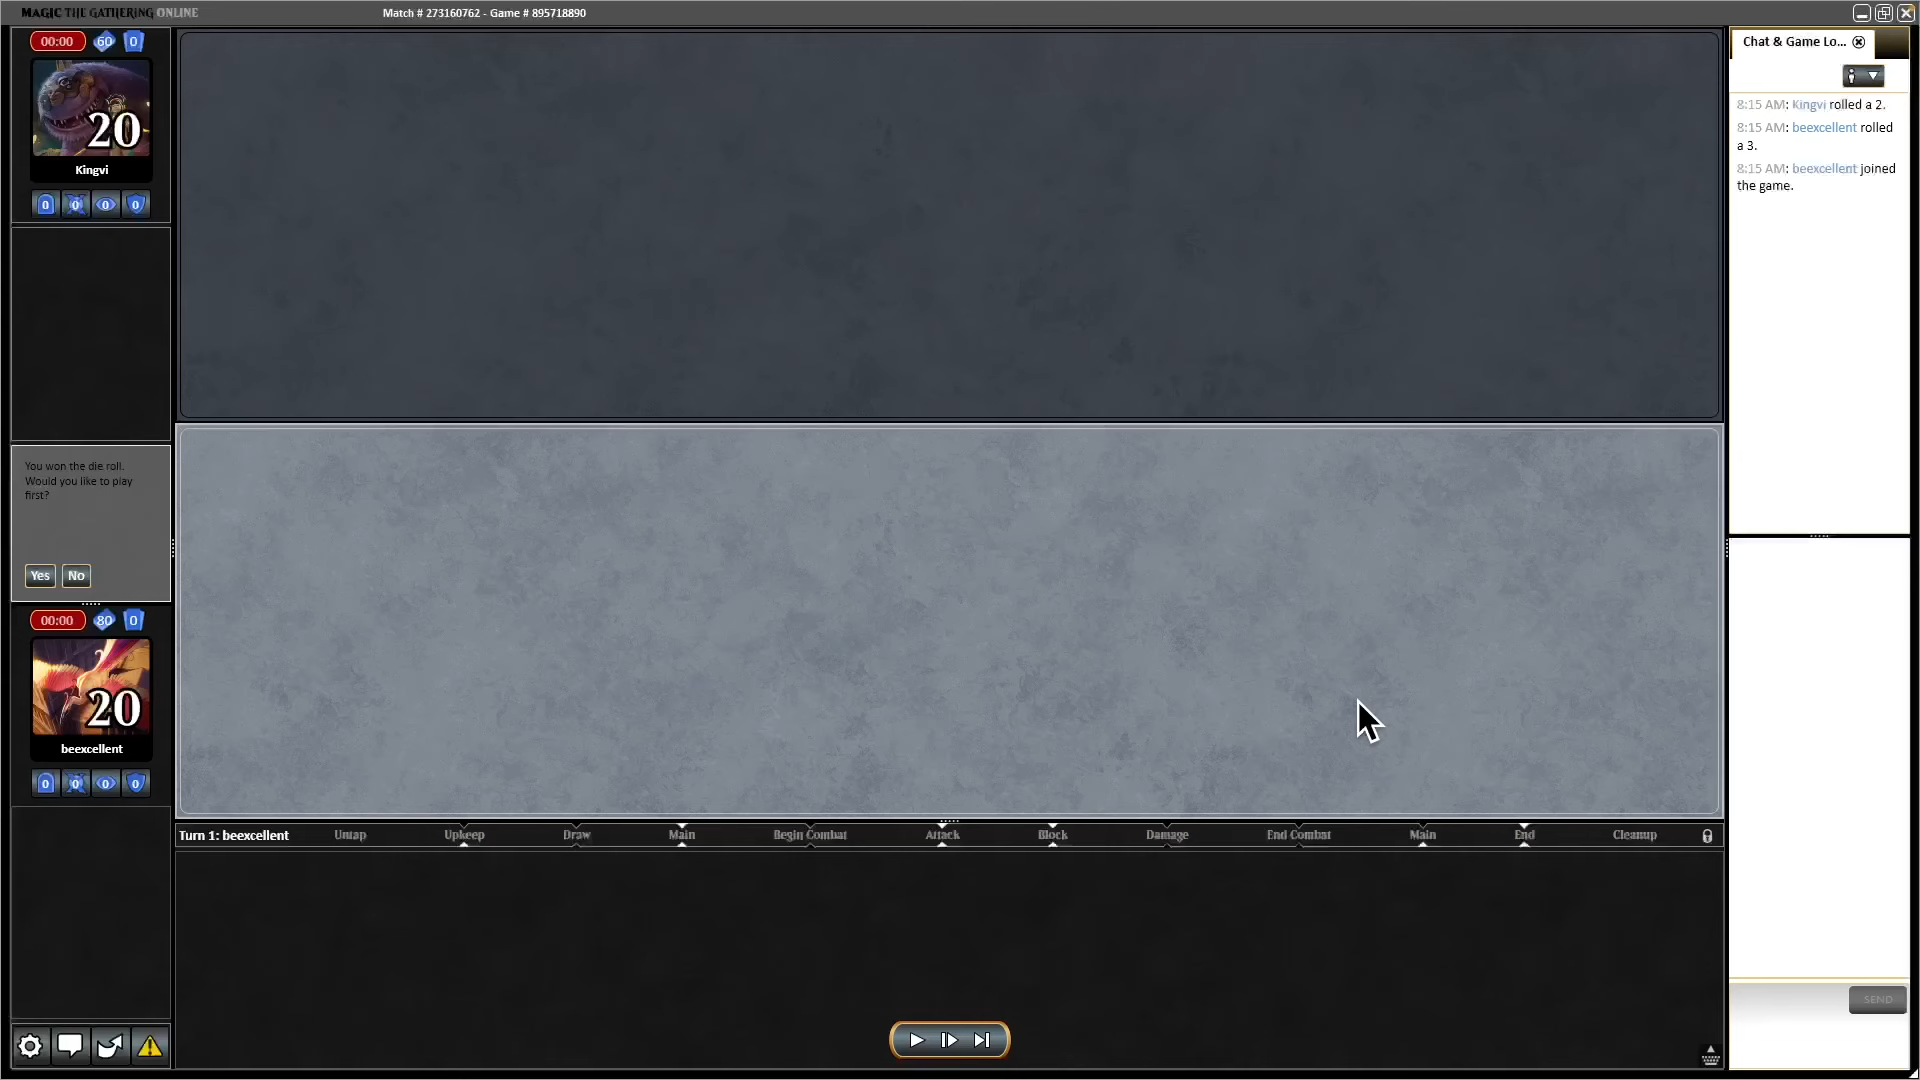 MAGIC THE GATHERING ONLINE
Match # 273160762 - Game # 895718890
00:00 60 0
20
Kingvi
0 0 0 0
You won the die roll.
Would you like to play
first?
Yes No
00:00 80 0
20
beexcellent
0 0 0 0
Turn 1: beexcellent Untap Upkeep Draw Main Begin Combat Attack Block Damage End Combat Main End Cleanup
Chat & Game Lo...
8:15 AM: Kingvi rolled a 2.
8:15 AM: beexcellent rolled
a 3.
8:15 AM: beexcellent joined
the game.
SEND